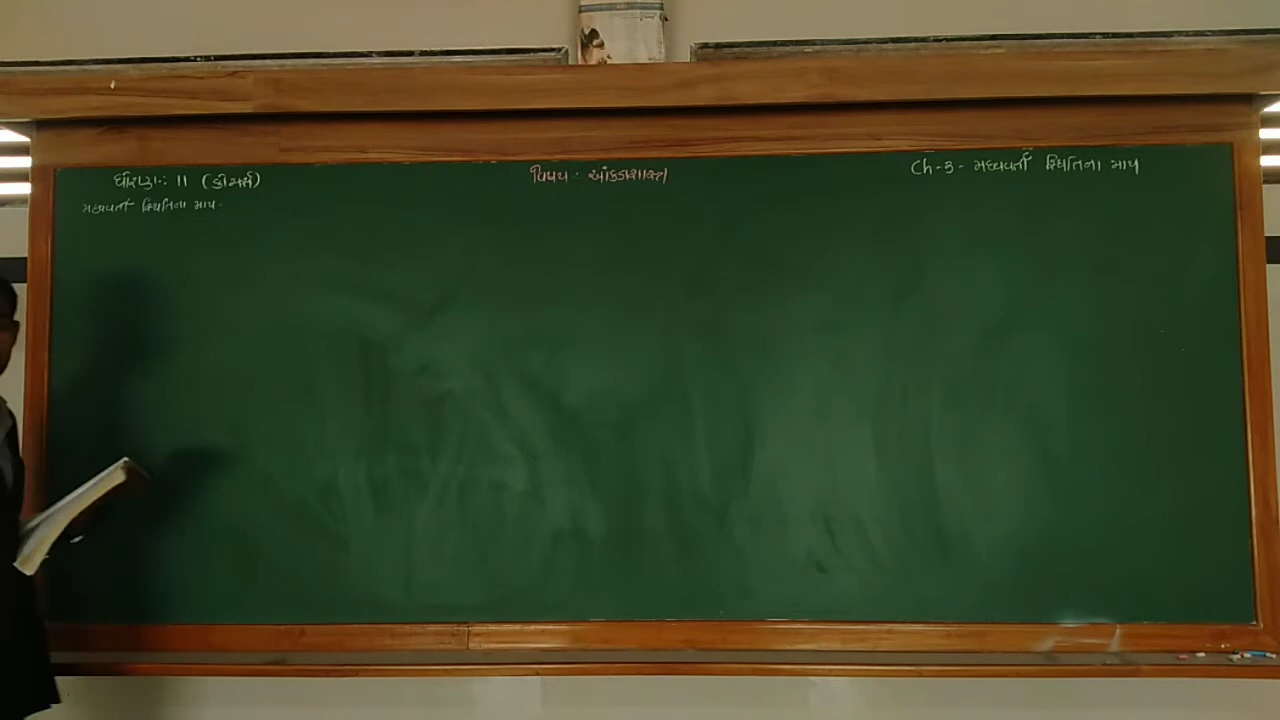 ધોરણ : 11 (કોમર્સ)
વિષય : આંકડાશાસ્ત્ર
Ch-3- મધ્યવર્તી સ્થિતિના માપ
મધ્યવર્તી સ્થિતિના માપ.